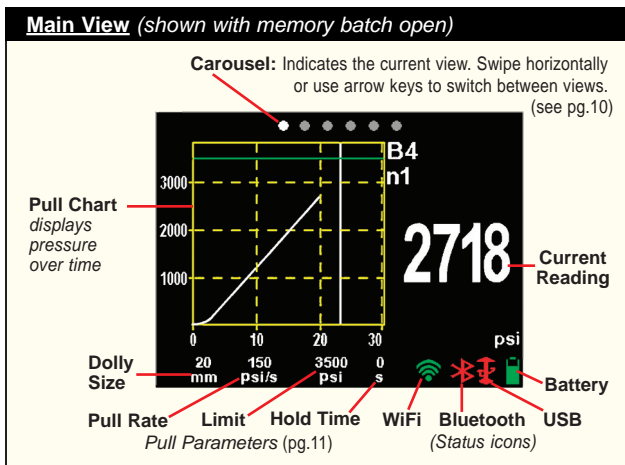 Main View (shown with memory batch open)
Carousel: Indicates the current view. Swipe horizontally
or use arrow keys to switch between views.
(see pg.10)
B4
n1
3000
2000
1000
0 10 20 30
2718
psi
Pull Chart
displays
pressure
over time
Current
Reading
20 150 3500 0
mm psi/s psi s
Dolly
Size
Battery
Pull Rate Limit Hold Time WiFi Bluetooth USB
Pull Parameters (pg.11) (Status icons)